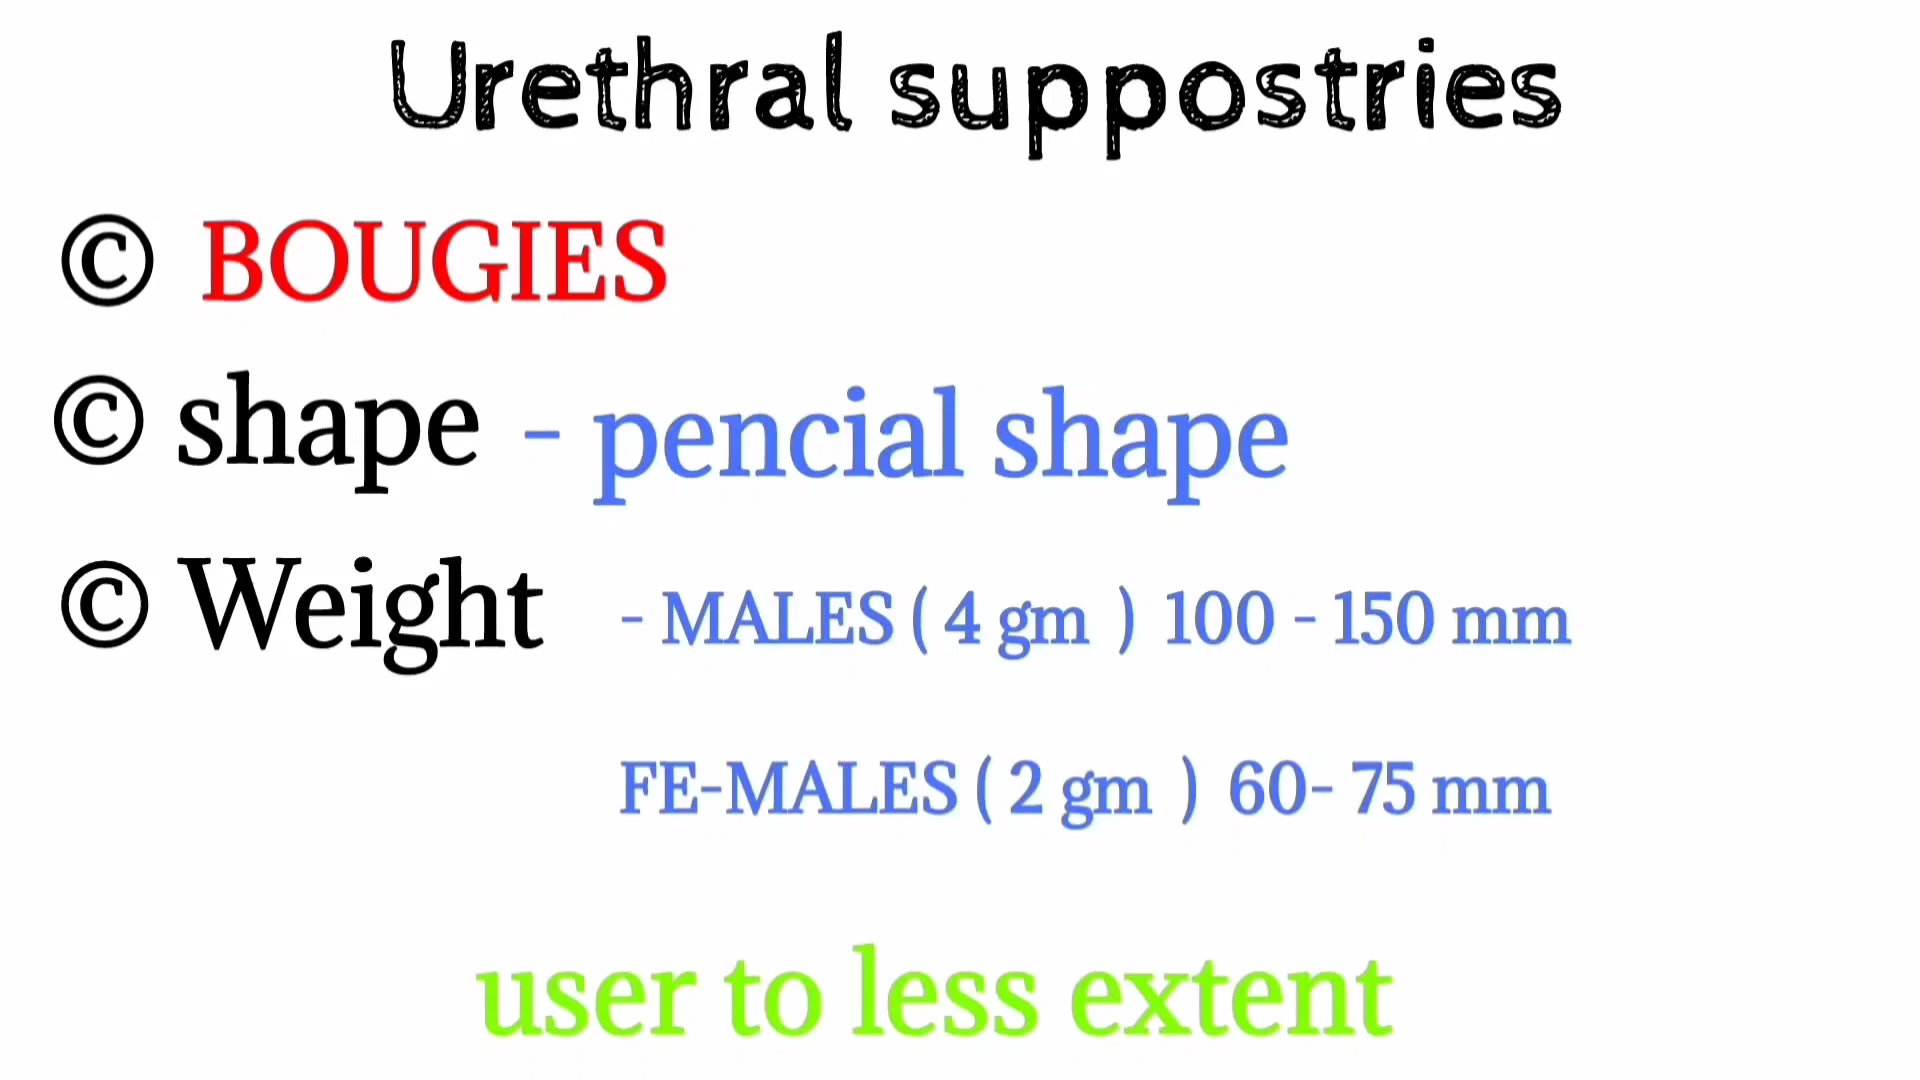 Urethral suppostries
© BOUGIES
© shape - pencial shape
© Weight - MALES ( 4 gm ) 100 - 150 mm
FE-MALES ( 2 gm ) 60- 75 mm
user to less extent